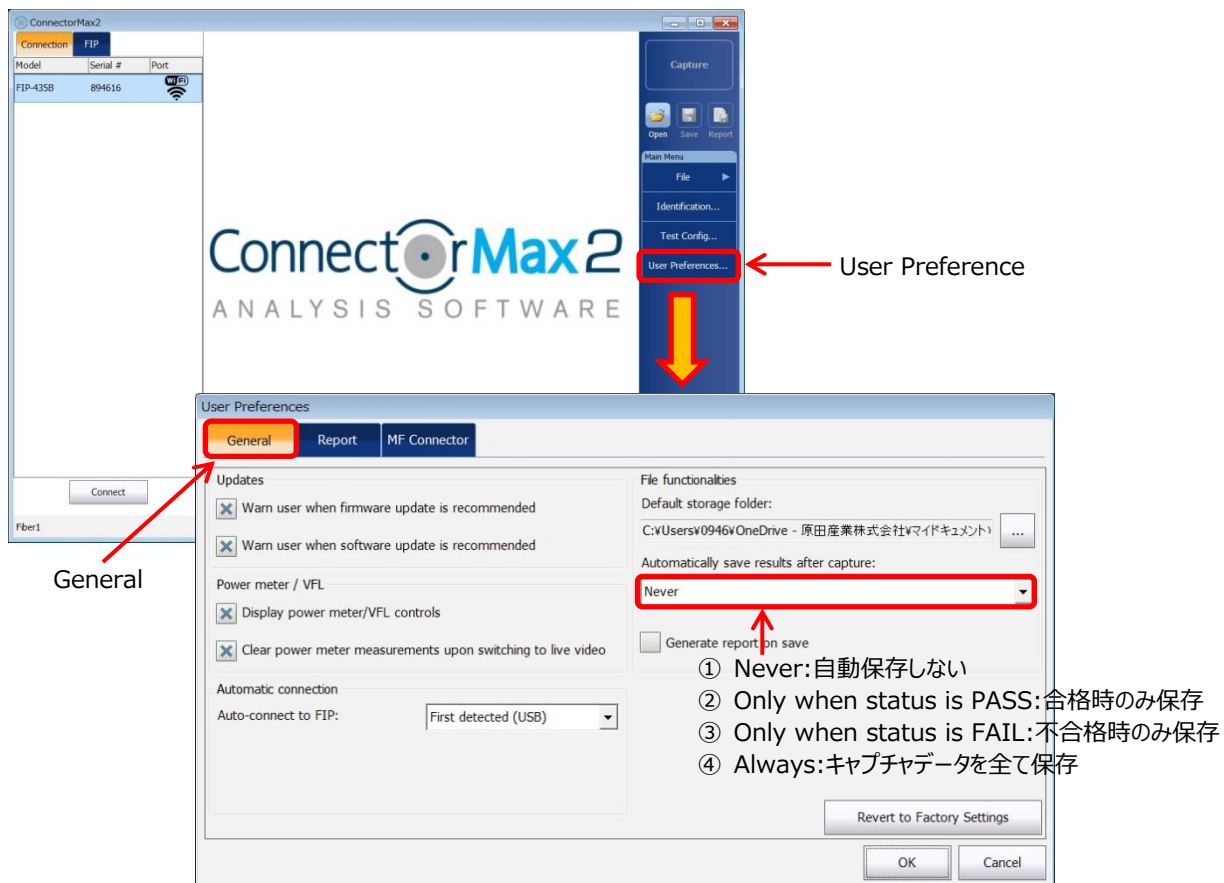 ConnectorMax2
Connection FIP
Model Serial # Port
FIP-435B 894616 WiFi
Capture
Open Save Report
Main Menu
File
Identification...
Test Config...
User Preferences...
User Preference
ConnectorMax2
ANALYSIS SOFTWARE
Connect
Fiber1
General
User Preferences
General Report MF Connector
Updates
Warn user when firmware update is recommended
Warn user when software update is recommended
Power meter / VFL
Display power meter/VFL controls
Clear power meter measurements upon switching to live video
Automatic connection
Auto-connect to FIP: First detected (USB)
File functionalities
Default storage folder:
C:¥Users¥0946¥OneDrive - 原田産業株式会社¥マイドキュメント¥ ...
Automatically save results after capture:
Never
Generate report on save
① Never:自動保存しない
② Only when status is PASS:合格時のみ保存
③ Only when status is FAIL:不合格時のみ保存
④ Always:キャプチャデータを全て保存
Revert to Factory Settings
OK Cancel